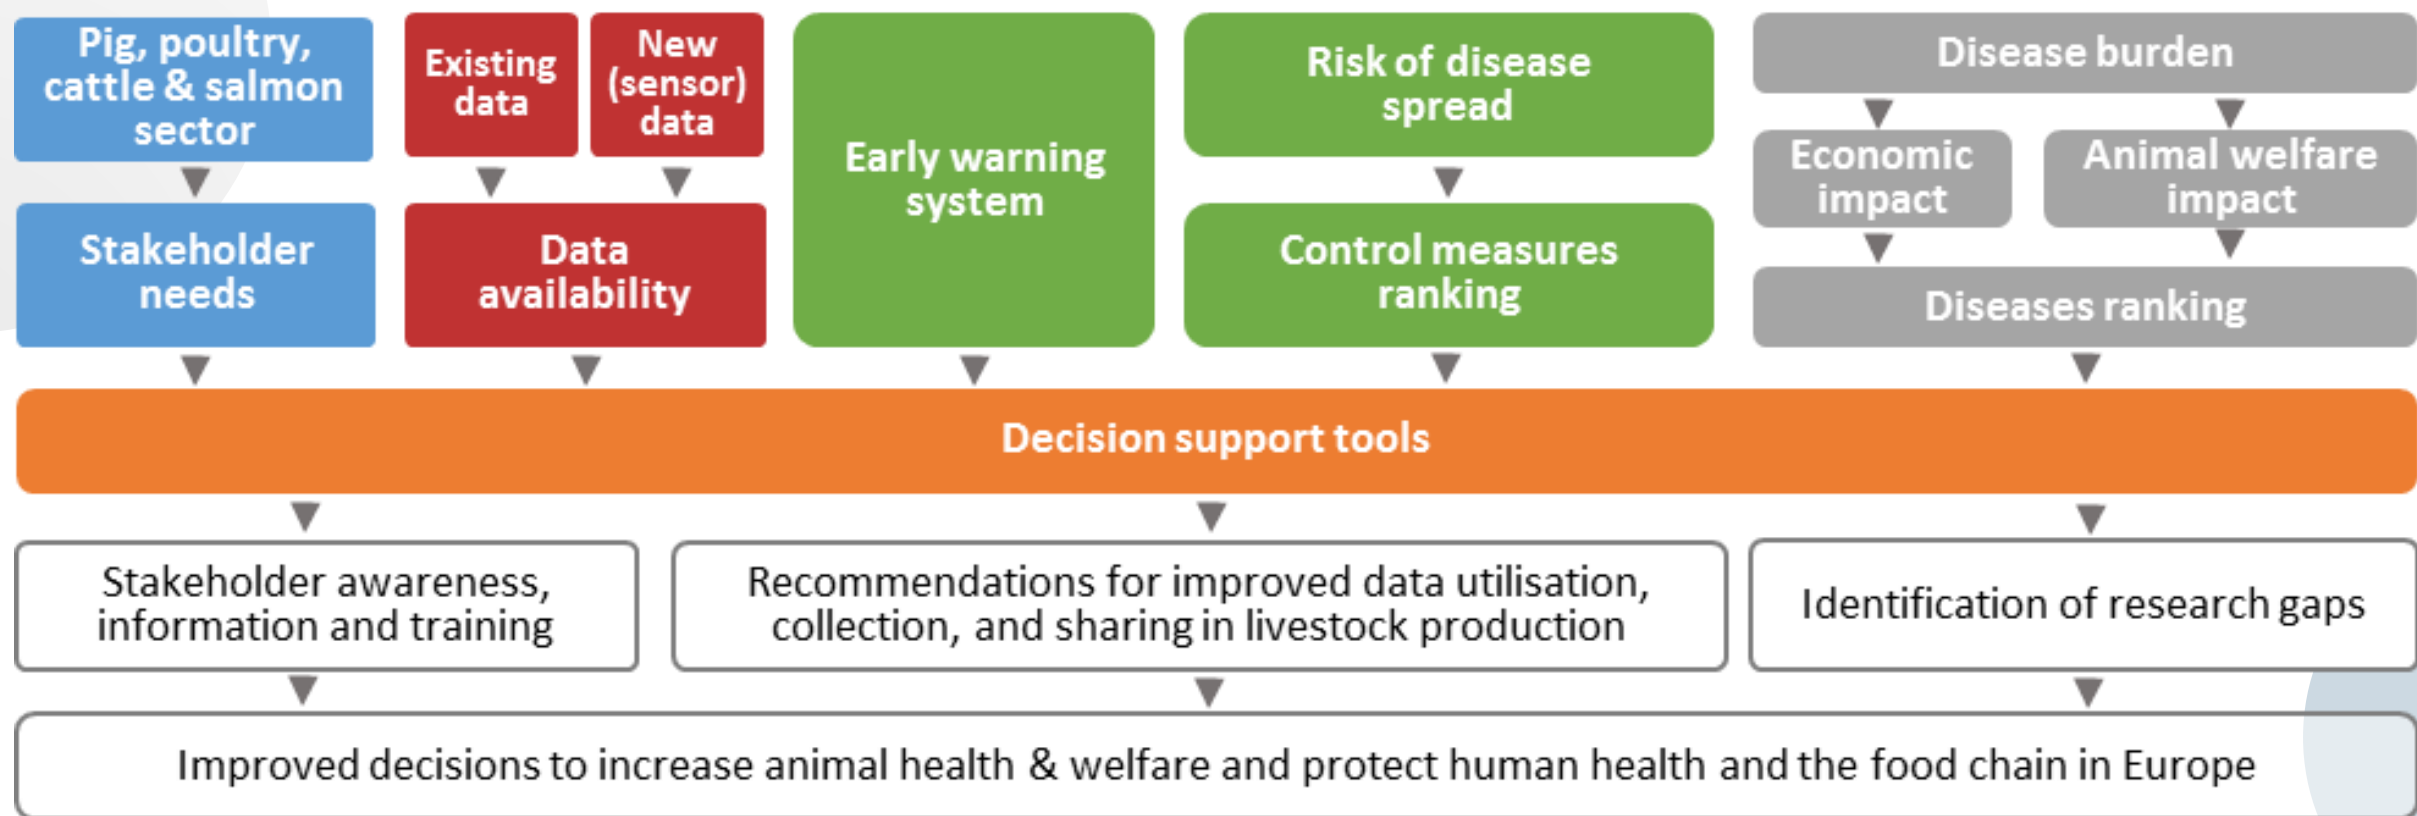 Pig, poultry,
cattle & salmon
sector
Existing
data
New
(sensor)
data
Early warning
system
Risk of disease
spread
Disease burden
Economic
impact
Animal welfare
impact
Stakeholder
needs
Data
availability
Control measures
ranking
Diseases ranking
Decision support tools
Stakeholder awareness,
information and training
Recommendations for improved data utilisation,
collection, and sharing in livestock production
Identification of research gaps
Improved decisions to increase animal health & welfare and protect human health and the food chain in Europe